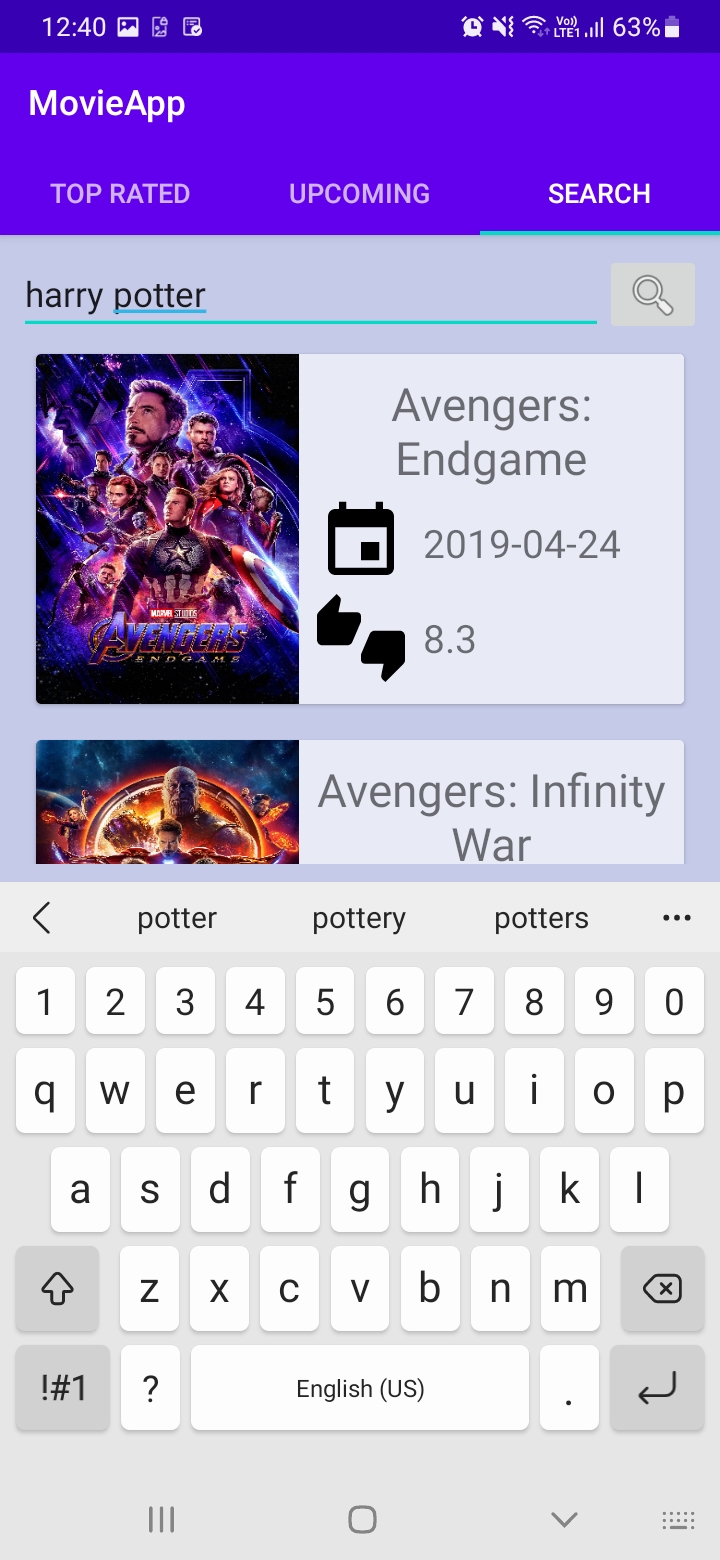 12:40 Vo)) LTE1 63%
MovieApp
TOP RATED UPCOMING SEARCH
harry potter
MARVEL STUDIOS
AVENGERS
ENDGAME
Avengers:
Endgame
2019-04-24
8.3
Avengers: Infinity
War
potter pottery potters
1 2 3 4 5 6 7 8 9 0
q w e r t y u i o p
a s d f g h j k l
z x c v b n m
!#1 ? English (US) .